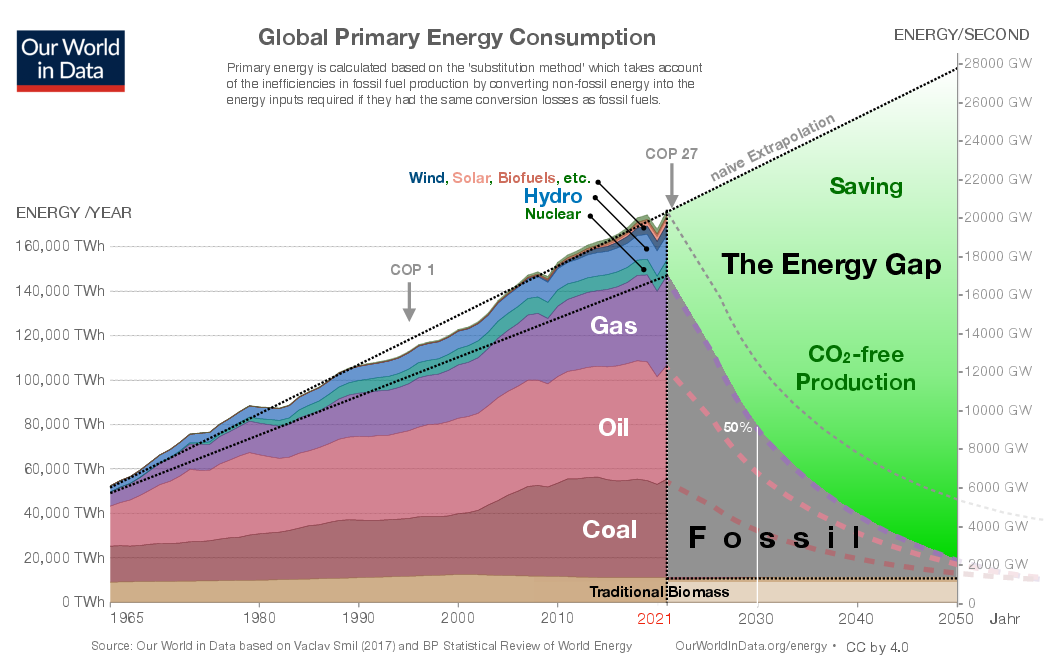 Our World
in Data
Global Primary Energy Consumption
Primary energy is calculated based on the 'substitution method' which takes account
of the inefficiencies in fossil fuel production by converting non-fossil energy into the
energy inputs required if they had the same conversion losses as fossil fuels.
ENERGY/SECOND
28000 GW
26000 GW
24000 GW
22000 GW
20000 GW
18000 GW
16000 GW
14000 GW
12000 GW
10000 GW
8000 GW
6000 GW
4000 GW
2000 GW
0
ENERGY /YEAR
160,000 TWh
140,000 TWh
120,000 TWh
100,000 TWh
80,000 TWh
60,000 TWh
40,000 TWh
20,000 TWh
0 TWh
COP 1
COP 27
naive Extrapolation
Wind, Solar, Biofuels, etc.
Hydro
Nuclear
Saving
The Energy Gap
CO₂-free
Production
Gas
Oil
Coal
50%
Fossil
Traditional Biomass
1965
1980
1990
2000
2010
2021
2030
2040
2050
Jahr
Source: Our World in Data based on Vaclav Smil (2017) and BP Statistical Review of World Energy
OurWorldInData.org/energy • CC by 4.0